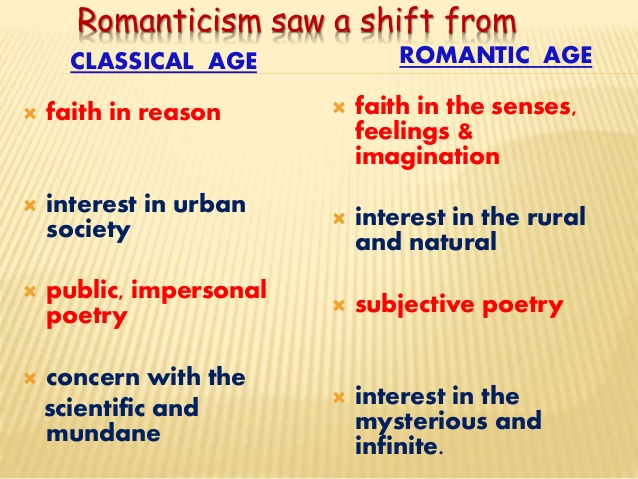 Romanticism saw a shift from
CLASSICAL AGE
faith in reason
interest in urban
society
public, impersonal
poetry
concern with the
scientific and
mundane
ROMANTIC AGE
faith in the senses,
feelings &
imagination
interest in the rural
and natural
subjective poetry
interest in the
mysterious and
infinite.